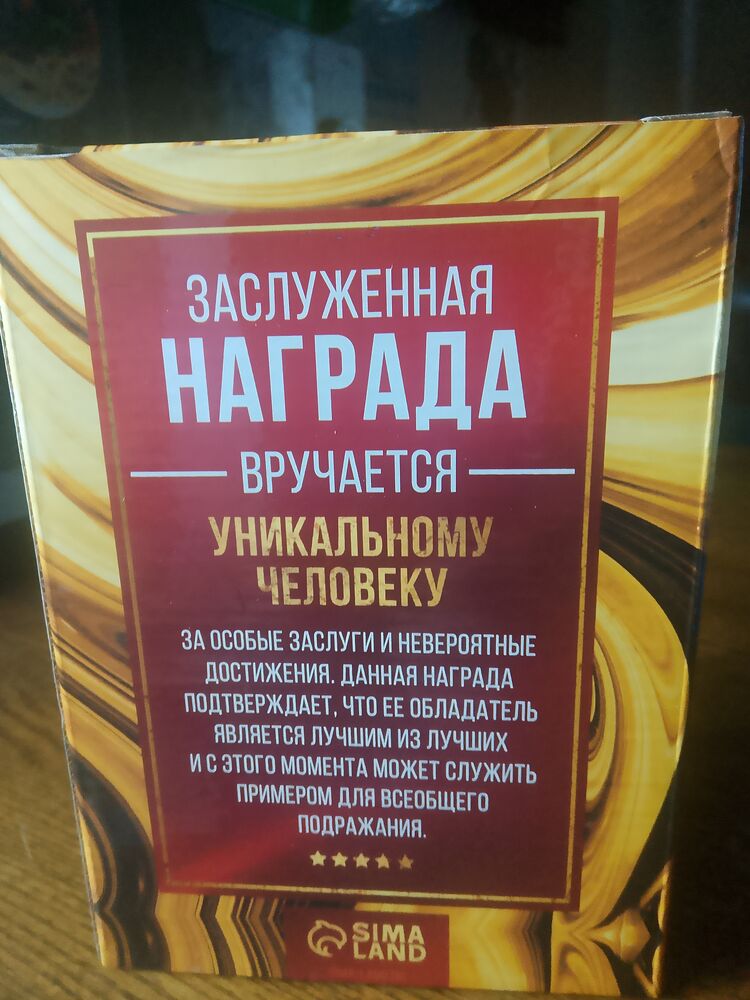 ЗАСЛУЖЕННАЯ
НАГРАДА
ВРУЧАЕТСЯ
УНИКАЛЬНОМУ
ЧЕЛОВЕКУ
ЗА ОСОБЫЕ ЗАСЛУГИ И НЕВЕРОЯТНЫЕ
ДОСТИЖЕНИЯ. ДАННАЯ НАГРАДА
ПОДТВЕРЖДАЕТ, ЧТО ЕЕ ОБЛАДАТЕЛЬ
ЯВЛЯЕТСЯ ЛУЧШИМ ИЗ ЛУЧШИХ
И С ЭТОГО МОМЕНТА МОЖЕТ СЛУЖИТЬ
ПРИМЕРОМ ДЛЯ ВСЕОБЩЕГО
ПОДРАЖАНИЯ.
SIMA
LAND